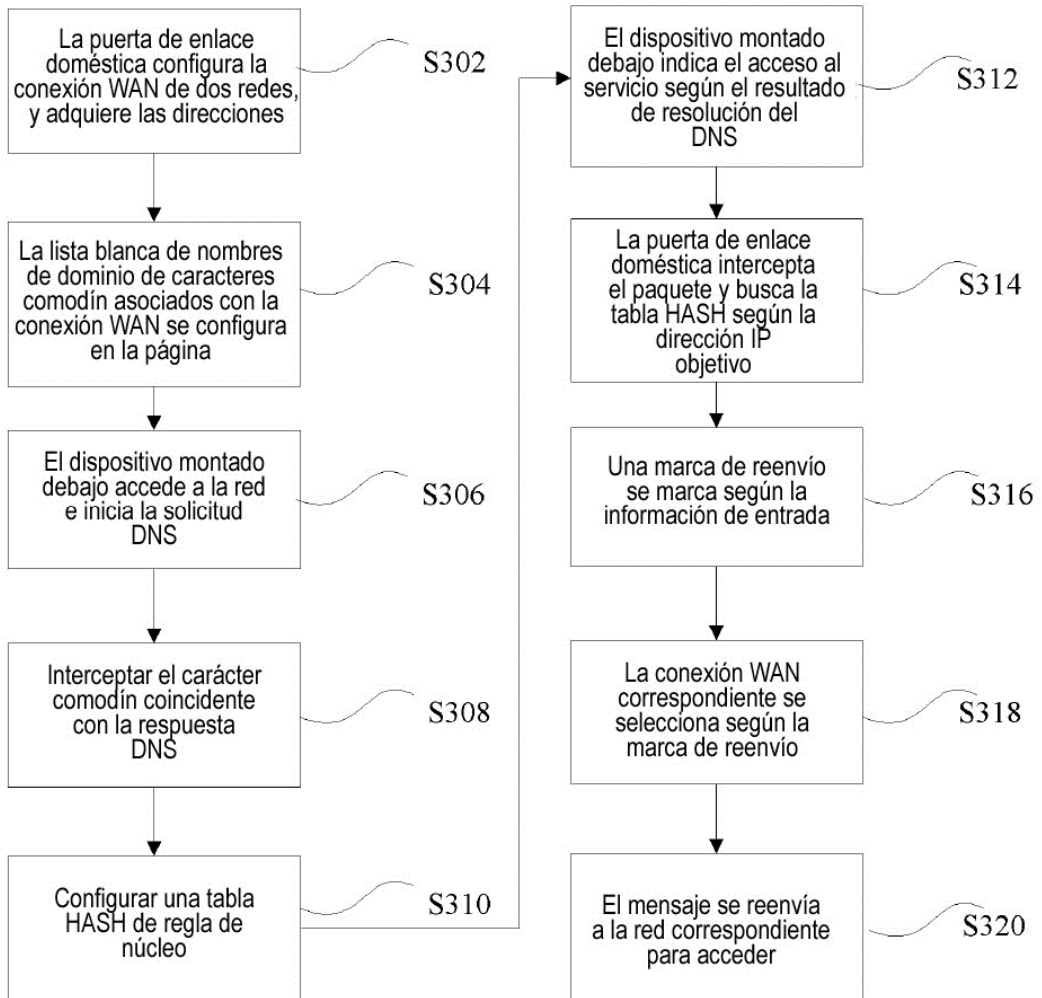 La puerta de enlace
doméstica configura la
conexión WAN de dos redes,
y adquiere las direcciones
S302
La lista blanca de nombres
de dominio de caracteres
comodín asociados con la
conexión WAN se configura
en la página
S304
El dispositivo montado
debajo accede a la red
e inicia la solicitud
DNS
S306
Interceptar el carácter
comodín coincidente
con la respuesta
DNS
S308
Configurar una tabla
HASH de regla de
núcleo
S310
El dispositivo montado
debajo indica el acceso al
servicio según el resultado
de resolución del
DNS
S312
La puerta de enlace
doméstica intercepta
el paquete y busca la
tabla HASH según la
dirección IP
objetivo
S314
Una marca de reenvío
se marca según la
información de entrada
S316
La conexión WAN
correspondiente se
selecciona según la
marca de reenvío
S318
El mensaje se reenvía
a la red correspondiente
para acceder
S320